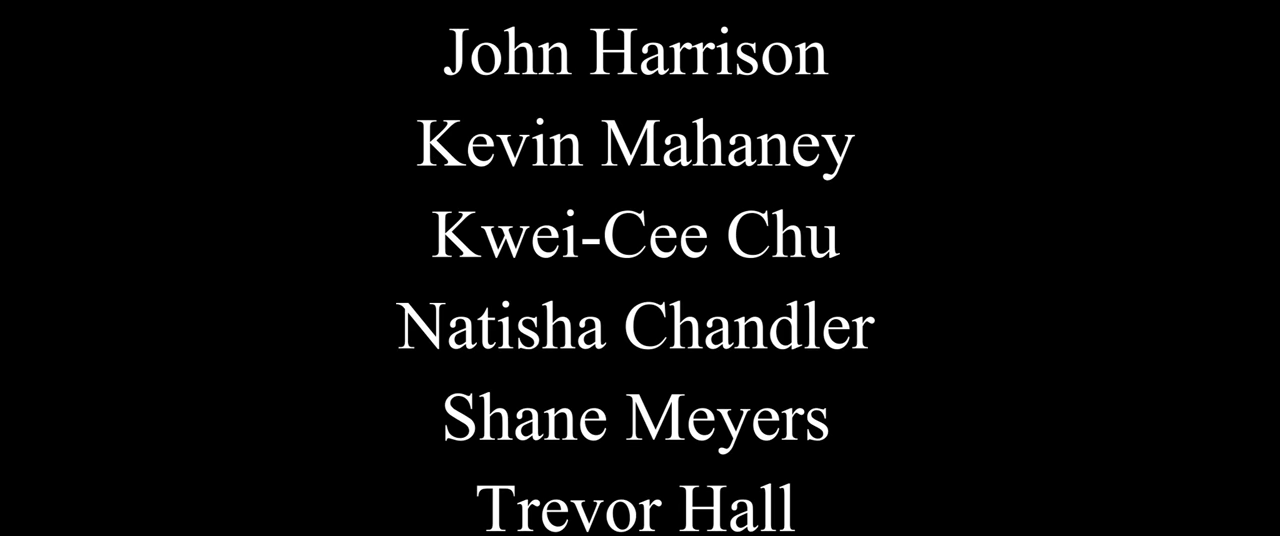 John Harrison
Kevin Mahaney
Kwei-Cee Chu
Natisha Chandler
Shane Meyers
Trevor Hall